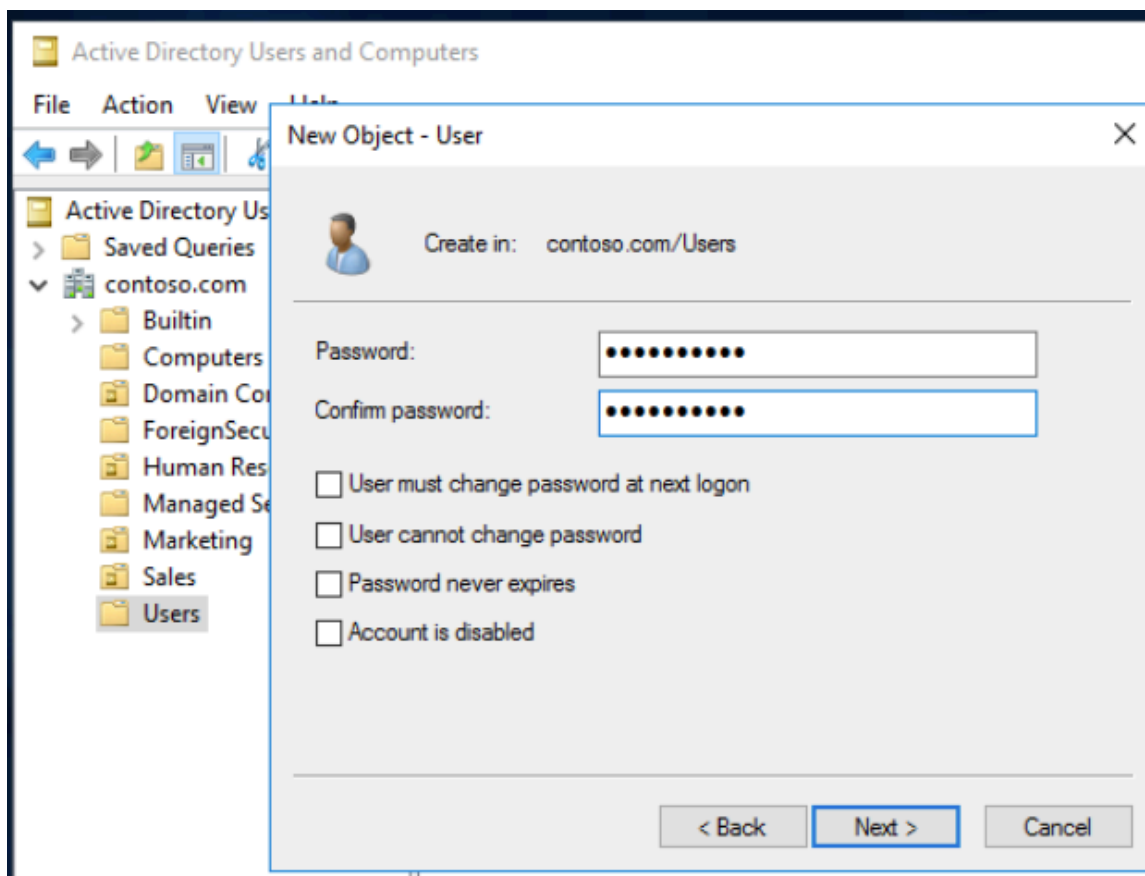 Active Directory Users and Computers
File Action View
New Object - User
Active Directory Us
Saved Queries
contoso.com
Builtin
Computers
Domain Cor
ForeignSecu
Human Res
Managed Se
Marketing
Sales
Users
Create in: contoso.com/Users
Password: ••••••••••
Confirm password: ••••••••••
User must change password at next logon
User cannot change password
Password never expires
Account is disabled
< Back Next > Cancel